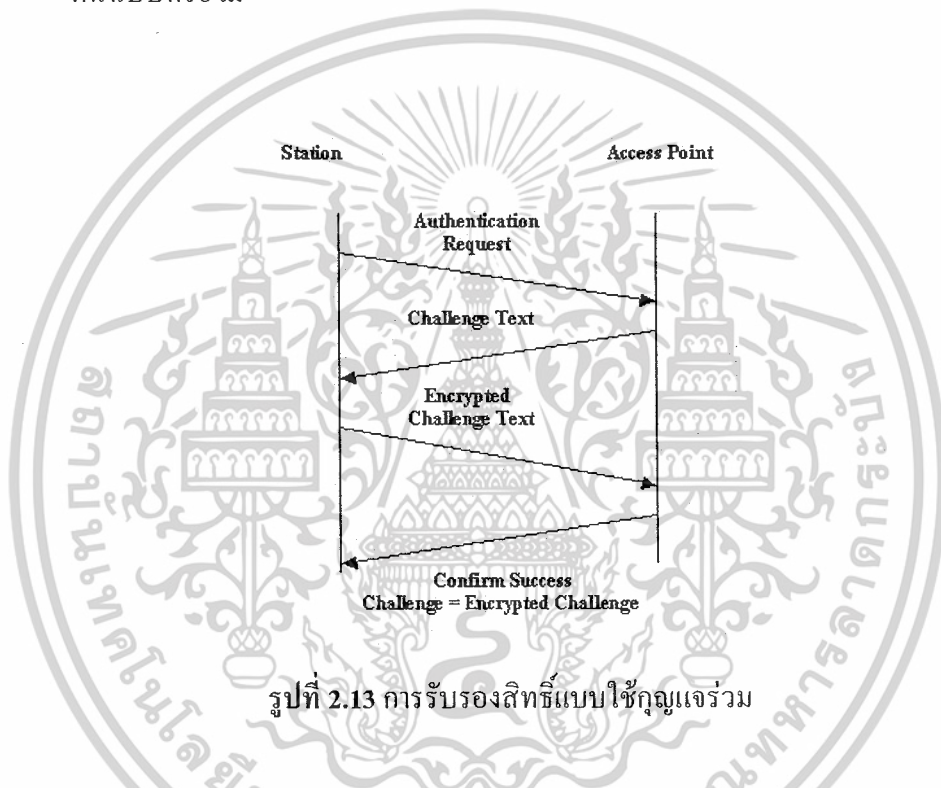 Station
Access Point
Authentication
Request
Challenge Text
Encrypted
Challenge Text
Confirm Success
Challenge = Encrypted Challenge
รูปที่ 2.13 การรับรองสิทธิ์แบบใช้กุญแจร่วม